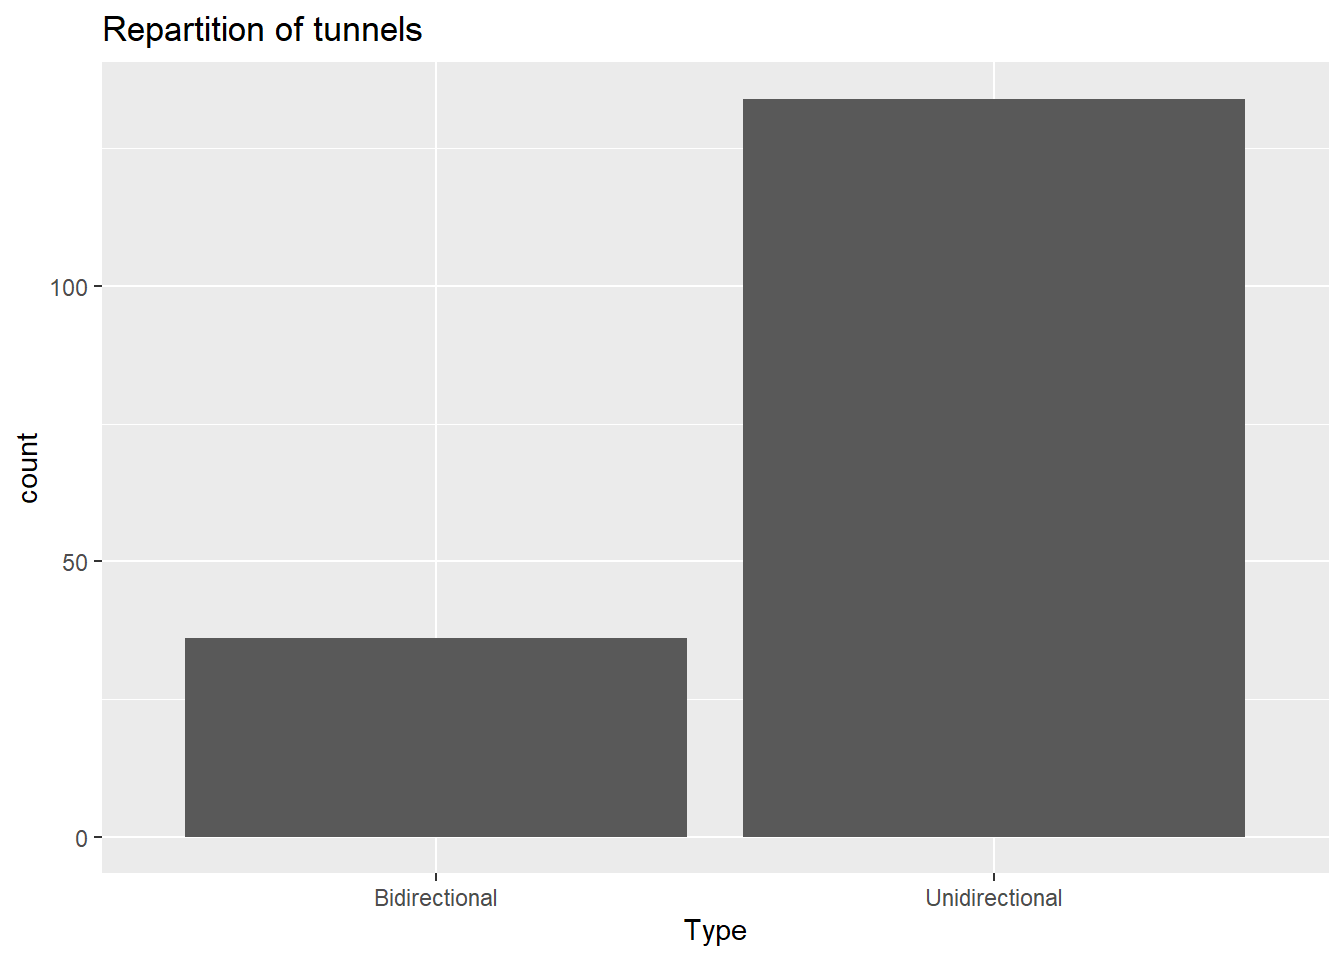 Repartition of tunnels
count
100
50
0
Bidirectional Unidirectional
Type